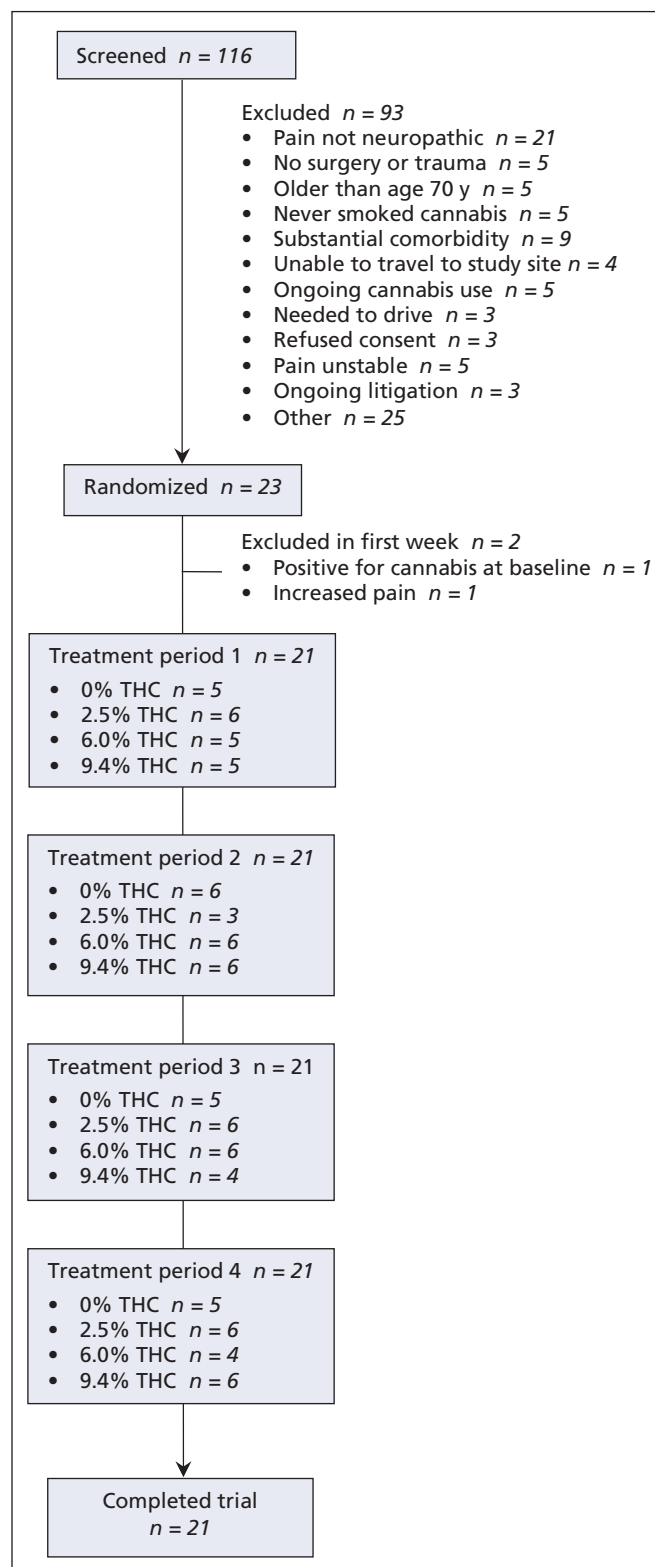 Screened n = 116
Excluded n = 93
• Pain not neuropathic n = 21
• No surgery or trauma n = 5
• Older than age 70 y n = 5
• Never smoked cannabis n = 5
• Substantial comorbidity n = 9
• Unable to travel to study site n = 4
• Ongoing cannabis use n = 5
• Needed to drive n = 3
• Refused consent n = 3
• Pain unstable n = 5
• Ongoing litigation n = 3
• Other n = 25
Randomized n = 23
Excluded in first week n = 2
• Positive for cannabis at baseline n = 1
• Increased pain n = 1
Treatment period 1 n = 21
• 0% THC n = 5
• 2.5% THC n = 6
• 6.0% THC n = 5
• 9.4% THC n = 5
Treatment period 2 n = 21
• 0% THC n = 6
• 2.5% THC n = 3
• 6.0% THC n = 6
• 9.4% THC n = 6
Treatment period 3 n = 21
• 0% THC n = 5
• 2.5% THC n = 6
• 6.0% THC n = 6
• 9.4% THC n = 4
Treatment period 4 n = 21
• 0% THC n = 5
• 2.5% THC n = 6
• 6.0% THC n = 4
• 9.4% THC n = 6
Completed trial
n = 21